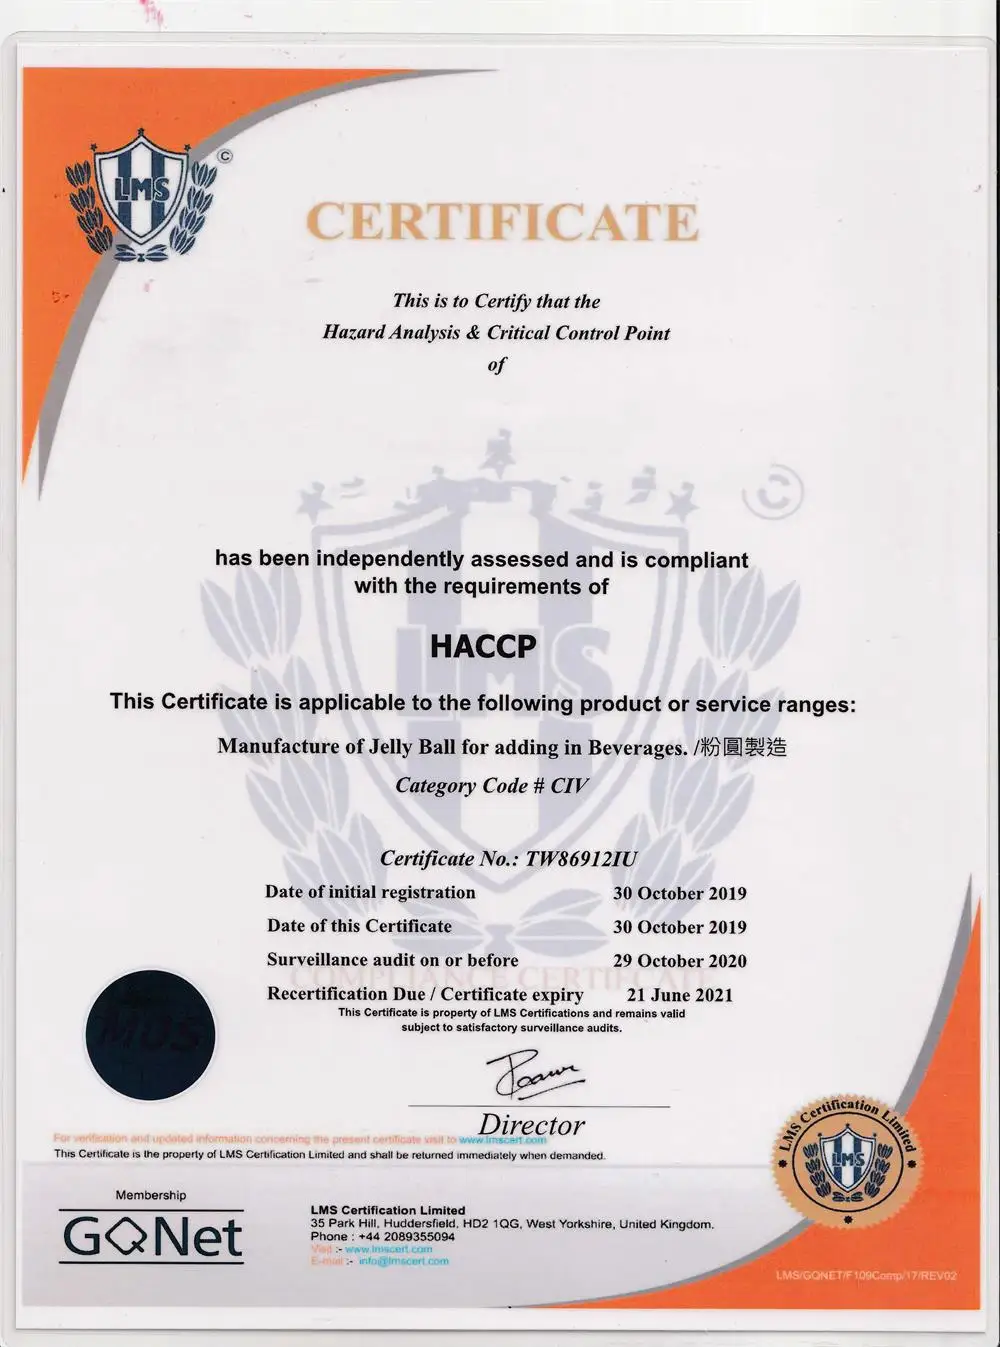 LMS
©
CERTIFICATE
This is to Certify that the
Hazard Analysis & Critical Control Point
of
©
has been independently assessed and is compliant
with the requirements of
LMS
HACCP
This Certificate is applicable to the following product or service ranges:
Manufacture of Jelly Ball for adding in Beverages. /粉圓製造
Category Code # CIV
Certificate No.: TW86912IU
Date of initial registration 30 October 2019
Date of this Certificate 30 October 2019
Surveillance audit on or before 29 October 2020
COMPLIANCE CERTIFICATE
Recertification Due / Certificate expiry 21 June 2021
This Certificate is property of LMS Certifications and remains valid
subject to satisfactory surveillance audits.
Director
For verification and updated information concerning the present certificate visit to www.lmscert.com
This Certificate is the property of LMS Certification Limited and shall be returned immediately when demanded.
Membership
GQNet
LMS Certification Limited
35 Park Hill, Huddersfield, HD2 1QG, West Yorkshire, United Kingdom.
Phone : +44 2089355094
Visit :- www.lmscert.com
E-mail :- info@lmscert.com
LMS Certification Limited
LMS
LMS/GQNET/F109Comp/17/REV02